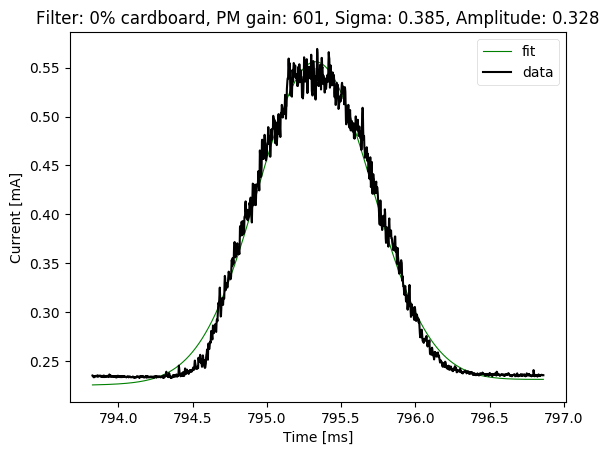 Filter: 0% cardboard, PM gain: 601, Sigma: 0.385, Amplitude: 0.328
fit
data
0.55
0.50
0.45
0.40
0.35
0.30
0.25
Current [mA]
794.0 794.5 795.0 795.5 796.0 796.5 797.0
Time [ms]